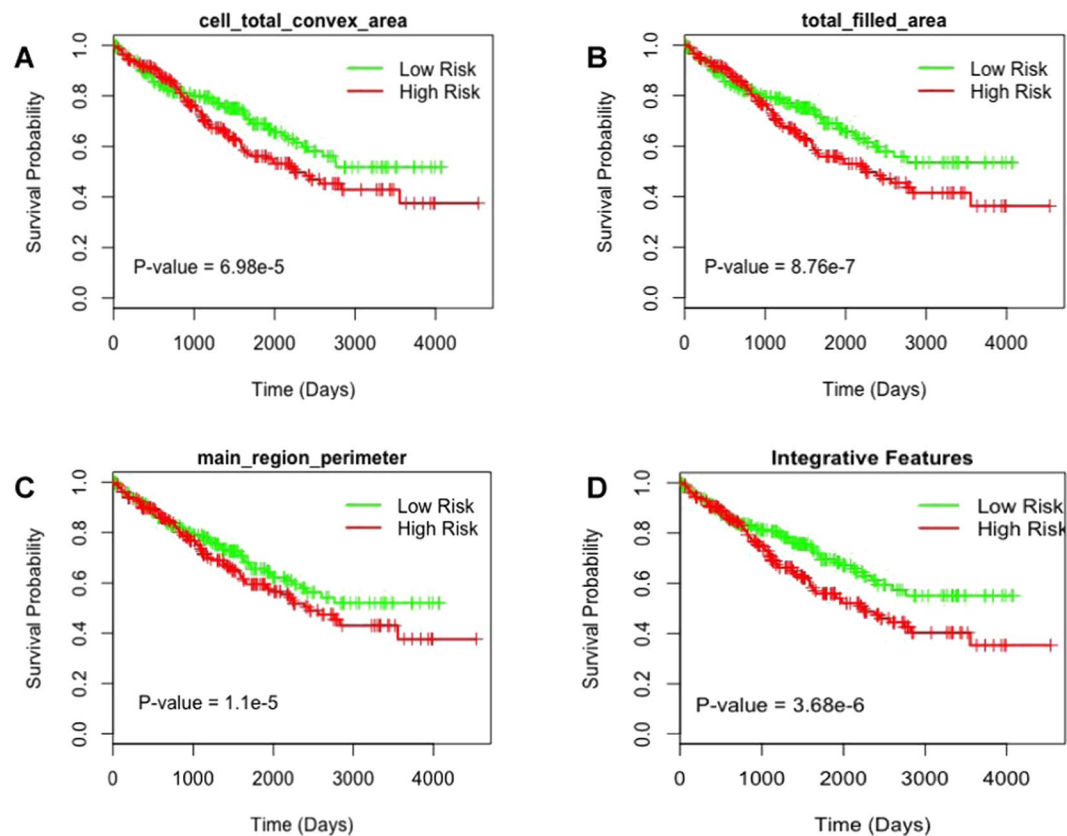 A
cell_total_convex_area
Survival Probability
1.0
0.8
0.6
0.4
0.2
0.0
Low Risk
High Risk
P-value = 6.98e-5
0 1000 2000 3000 4000
Time (Days)
B
total_filled_area
Survival Probability
1.0
0.8
0.6
0.4
0.2
0.0
Low Risk
High Risk
P-value = 8.76e-7
0 1000 2000 3000 4000
Time (Days)
C
main_region_perimeter
Survival Probability
1.0
0.8
0.6
0.4
0.2
0.0
Low Risk
High Risk
P-value = 1.1e-5
0 1000 2000 3000 4000
Time (Days)
D
Integrative Features
Survival Probability
1.0
0.8
0.6
0.4
0.2
0.0
Low Risk
High Risk
P-value = 3.68e-6
0 1000 2000 3000 4000
Time (Days)